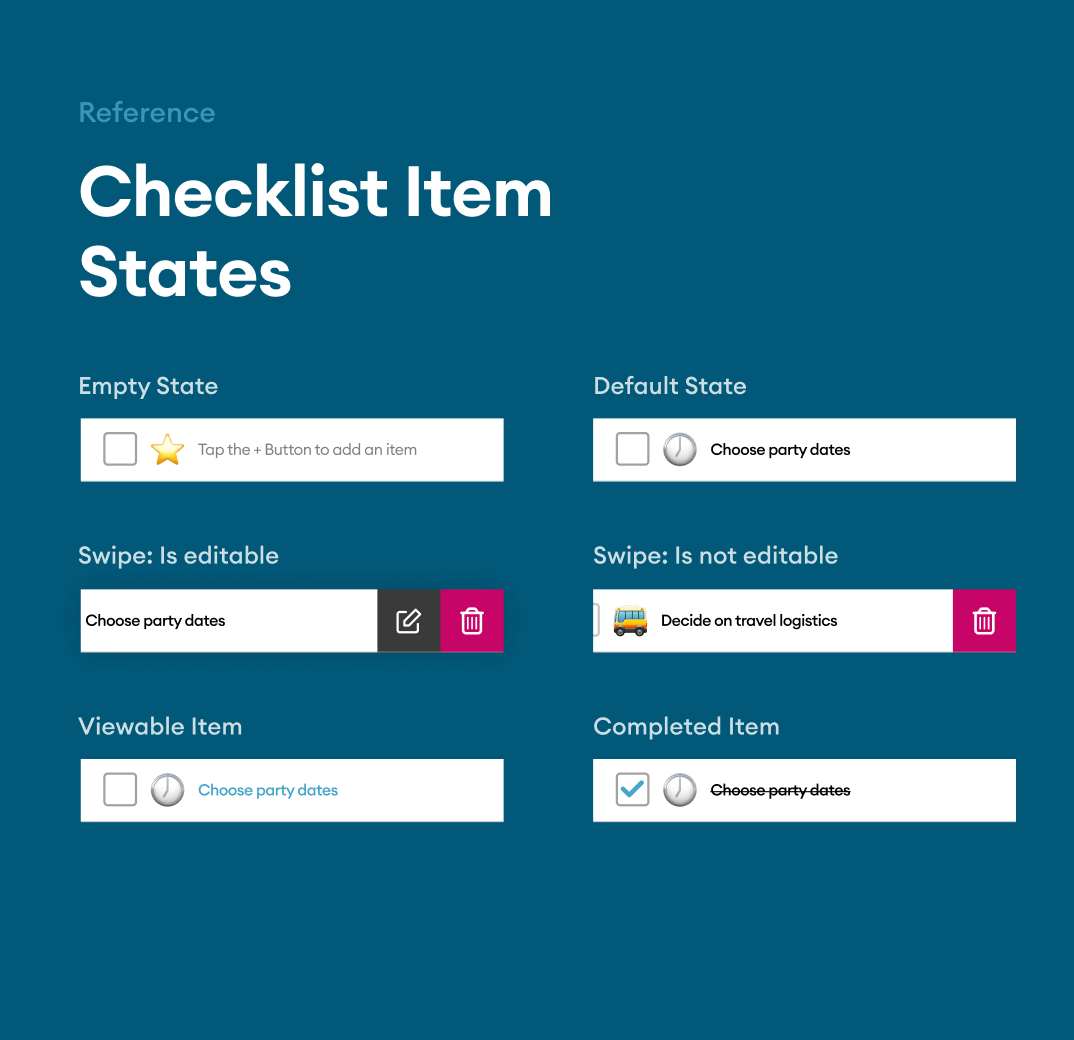 Reference
Checklist Item
States
Empty State
Tap the + Button to add an item
Default State
Choose party dates
Swipe: Is editable
Choose party dates
Swipe: Is not editable
Decide on travel logistics
Viewable Item
Choose party dates
Completed Item
Choose party dates